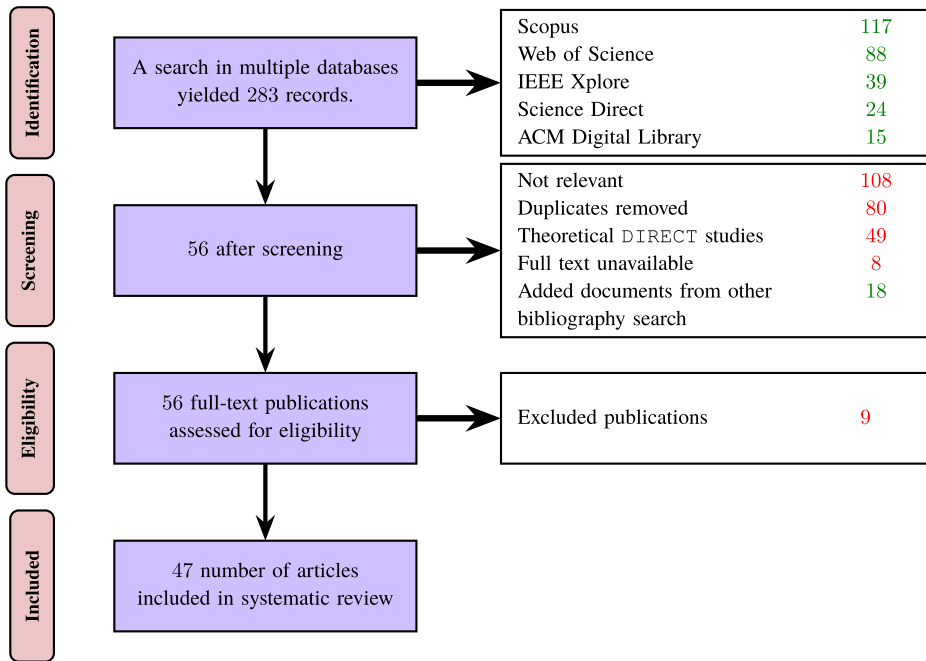 Identification
A search in multiple databases
yielded 283 records.
Scopus 117
Web of Science 88
IEEE Xplore 39
Science Direct 24
ACM Digital Library 15
Screening
56 after screening
Not relevant 108
Duplicates removed 80
Theoretical DIRECT studies 49
Full text unavailable 8
Added documents from other 18
bibliography search
Eligibility
56 full-text publications
assessed for eligibility
Excluded publications 9
Included
47 number of articles
included in systematic review